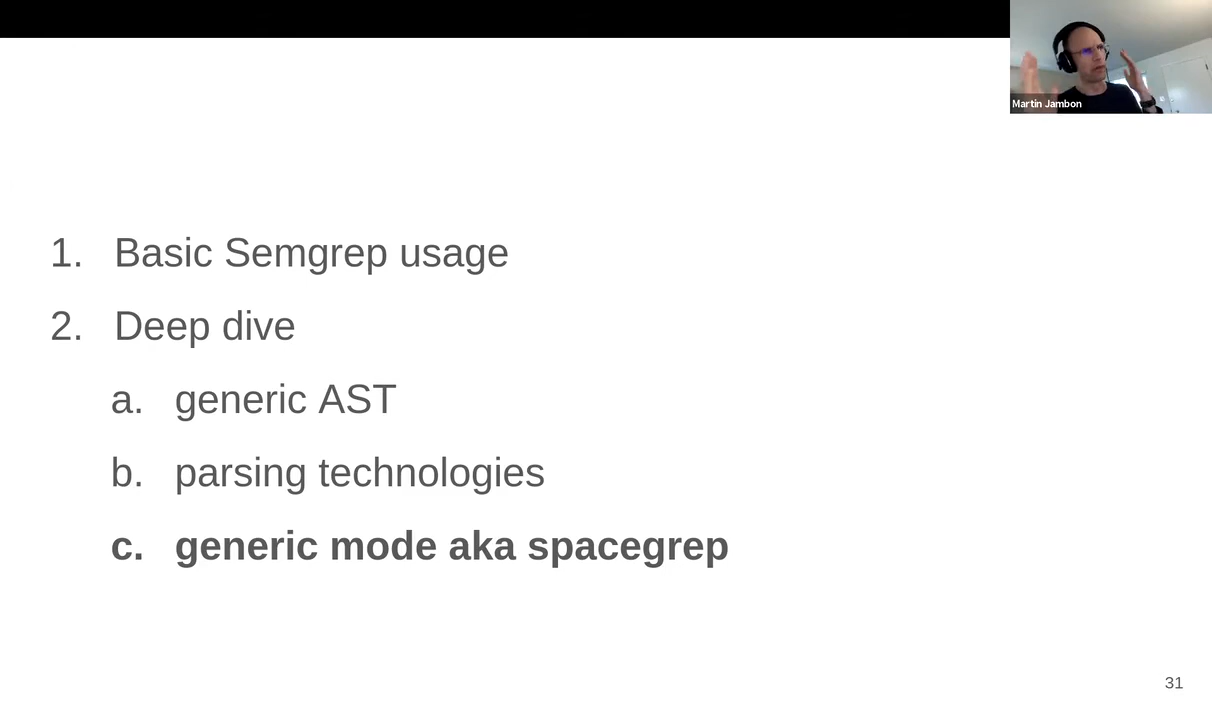 Martin Jambon
1. Basic Semgrep usage
2. Deep dive
a. generic AST
b. parsing technologies
c. generic mode aka spacegrep
31